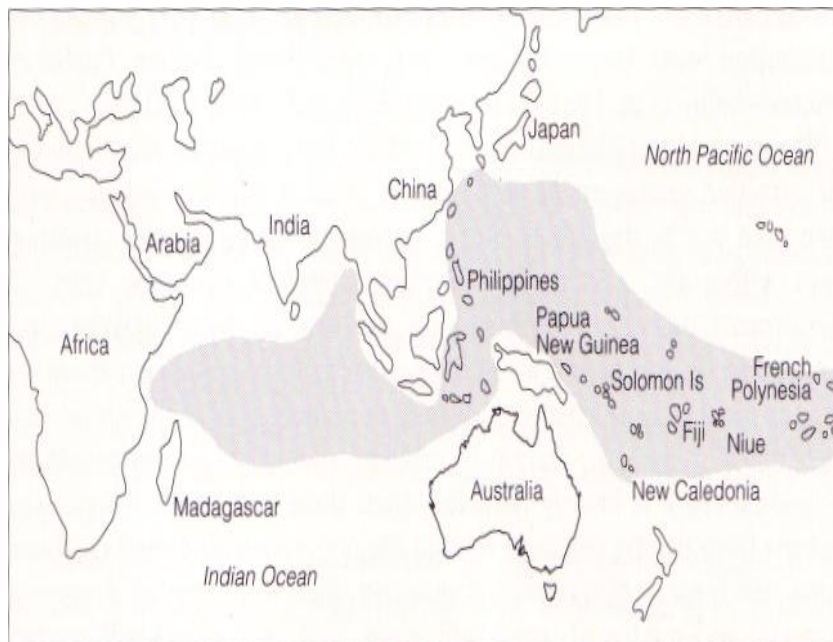 Japan
North Pacific Ocean
China
India
Arabia
Philippines
Africa
Papua
New Guinea
French
Polynesia
Solomon Is
Fiji
Niue
Madagascar
Australia
New Caledonia
Indian Ocean